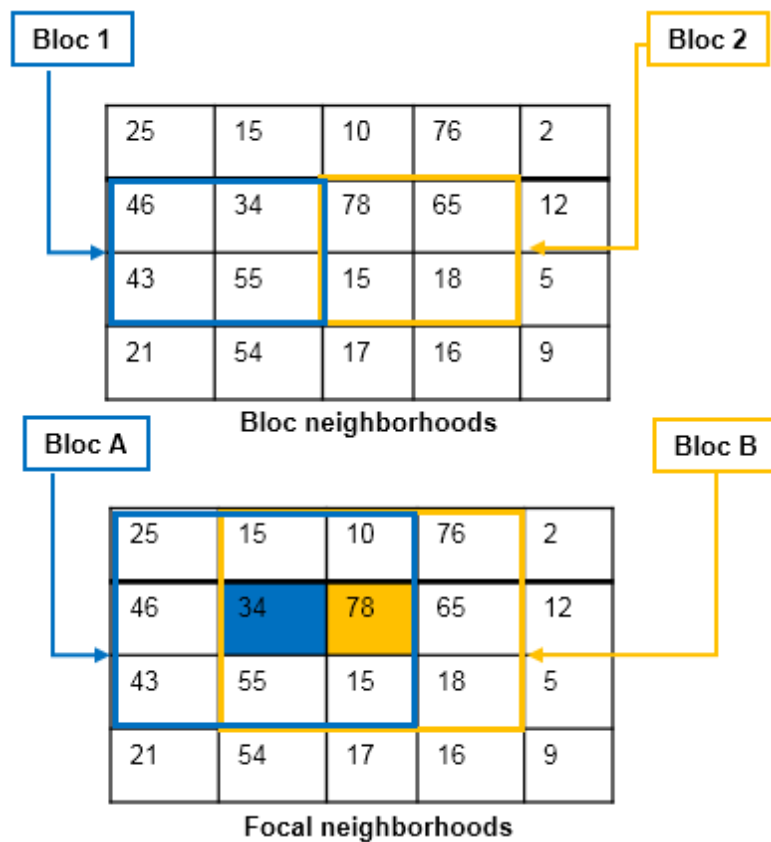 Bloc 1 Bloc 2
25 15 10 76 2
46 34 78 65 12
43 55 15 18 5
21 54 17 16 9
Bloc neighborhoods
Bloc A Bloc B
25 15 10 76 2
46 34 78 65 12
43 55 15 18 5
21 54 17 16 9
Focal neighborhoods